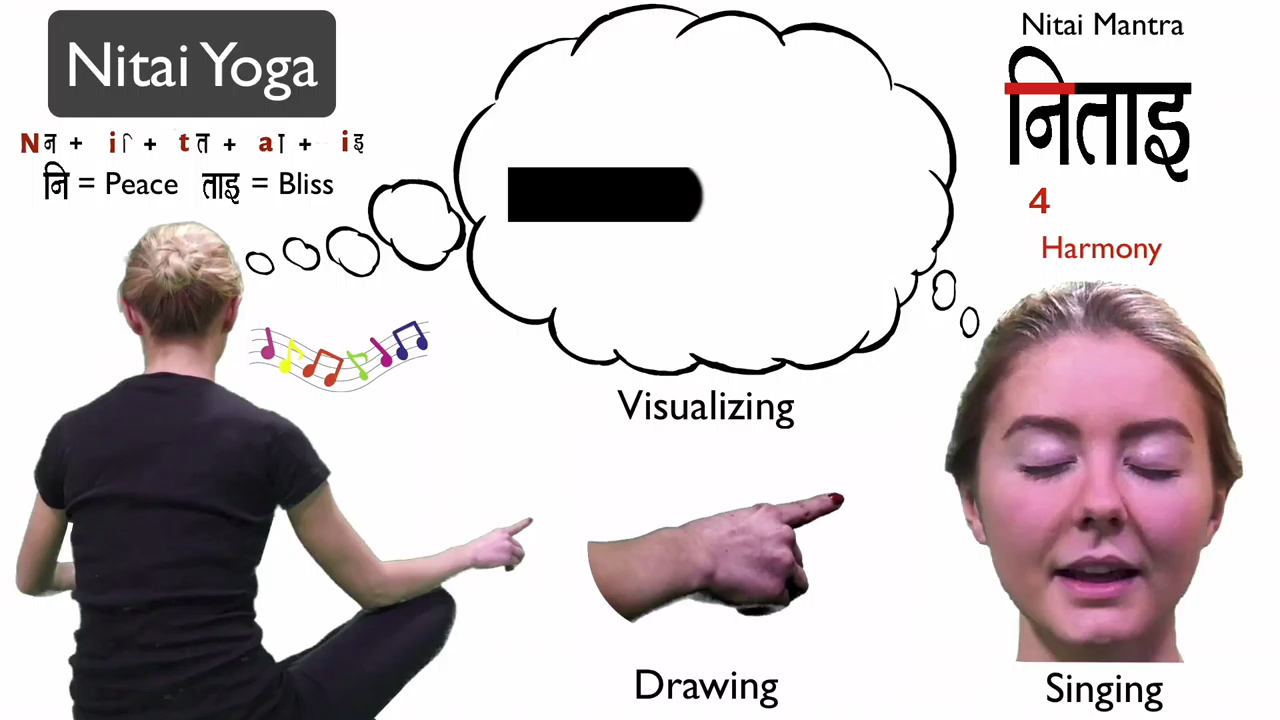 Nitai Yoga
Nन + iि + tत + aा + iइ
नि = Peace ताइ = Bliss
Nitai Mantra
निताइ
4
Harmony
Visualizing
Drawing
Singing